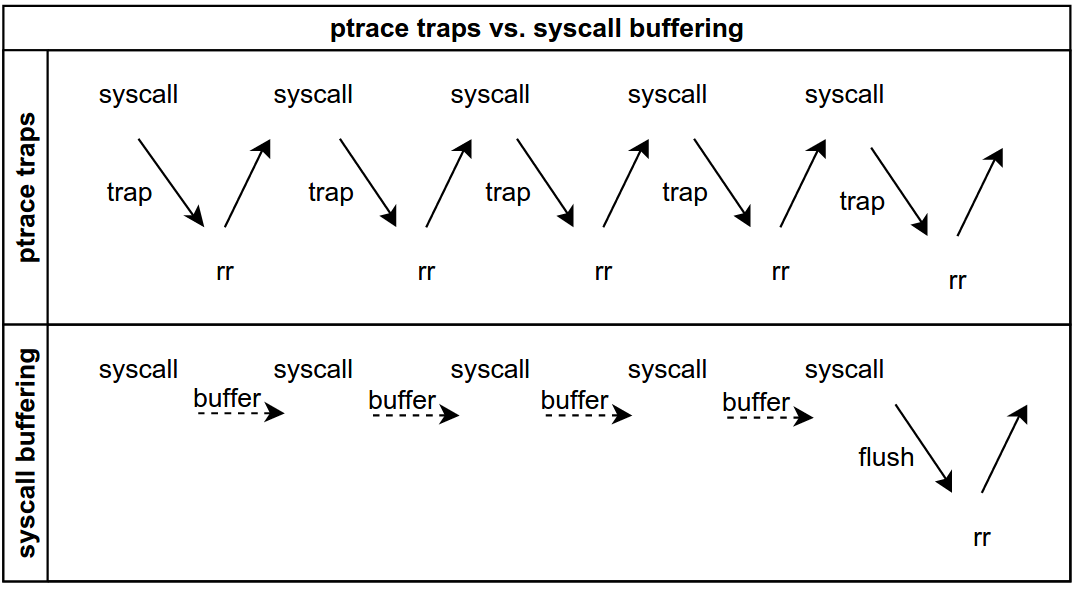 ptrace traps vs. syscall buffering
ptrace traps
syscall syscall syscall syscall syscall
trap trap trap trap trap
rr rr rr rr rr
syscall buffering
syscall syscall syscall syscall syscall
buffer buffer buffer buffer
flush
rr